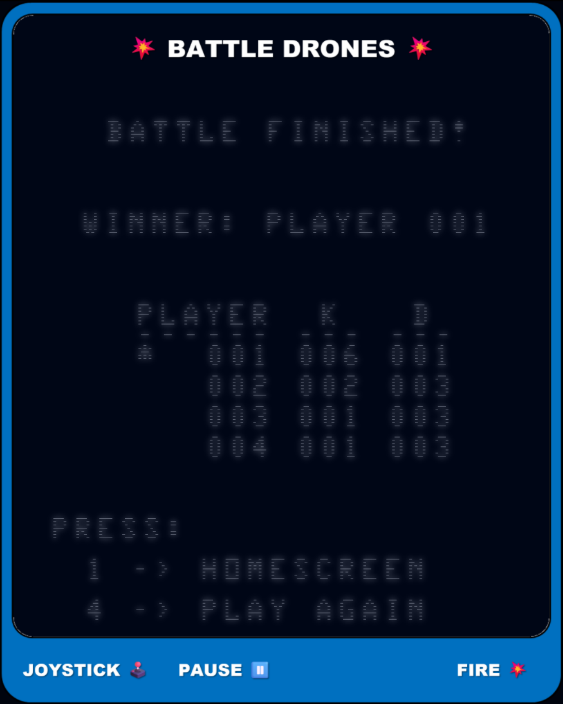 💥 BATTLE DRONES 💥
BATTLE FINISHED!
WINNER: PLAYER 001
PLAYER K D
--- --- --- ---
* 001 006 001
002 002 003
003 001 003
004 001 003
PRESS:
1 -> HOMESCREEN
4 -> PLAY AGAIN
JOYSTICK 🕹️ PAUSE ⏸️ FIRE 💥